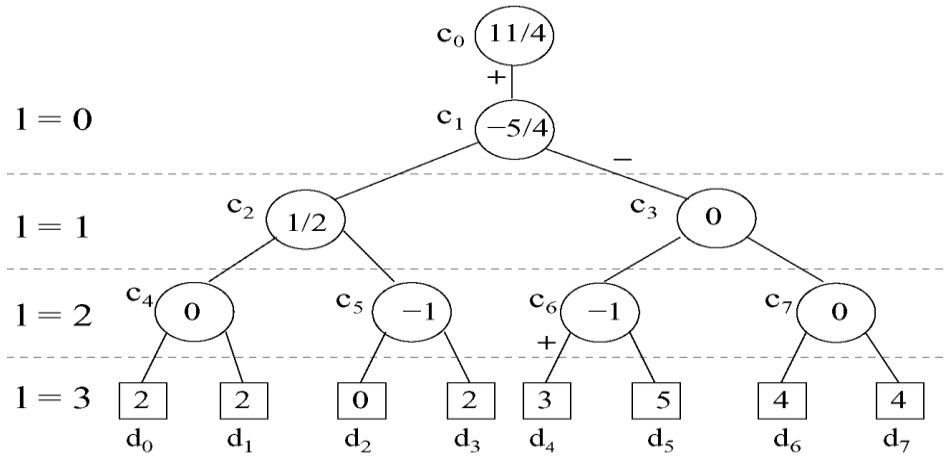 c0 11/4
+
l = 0 c1 −5/4
−
l = 1 c2 1/2 c3 0
l = 2 c4 0 c5 −1 c6 −1 c7 0
+
l = 3 2 2 0 2 3 5 4 4
d0 d1 d2 d3 d4 d5 d6 d7